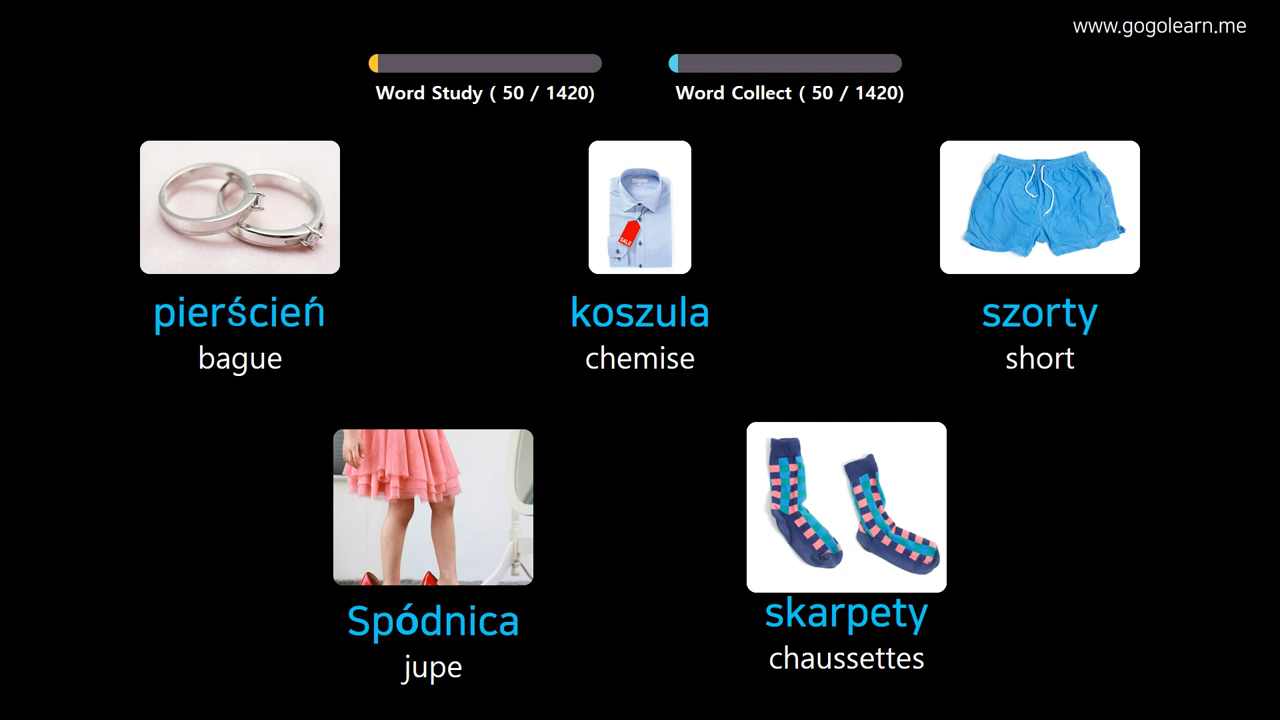 www.gogolearn.me
Word Study ( 50 / 1420)
Word Collect ( 50 / 1420)
SALE
pierścień
bague
koszula
chemise
szorty
short
Spódnica
jupe
skarpety
chaussettes